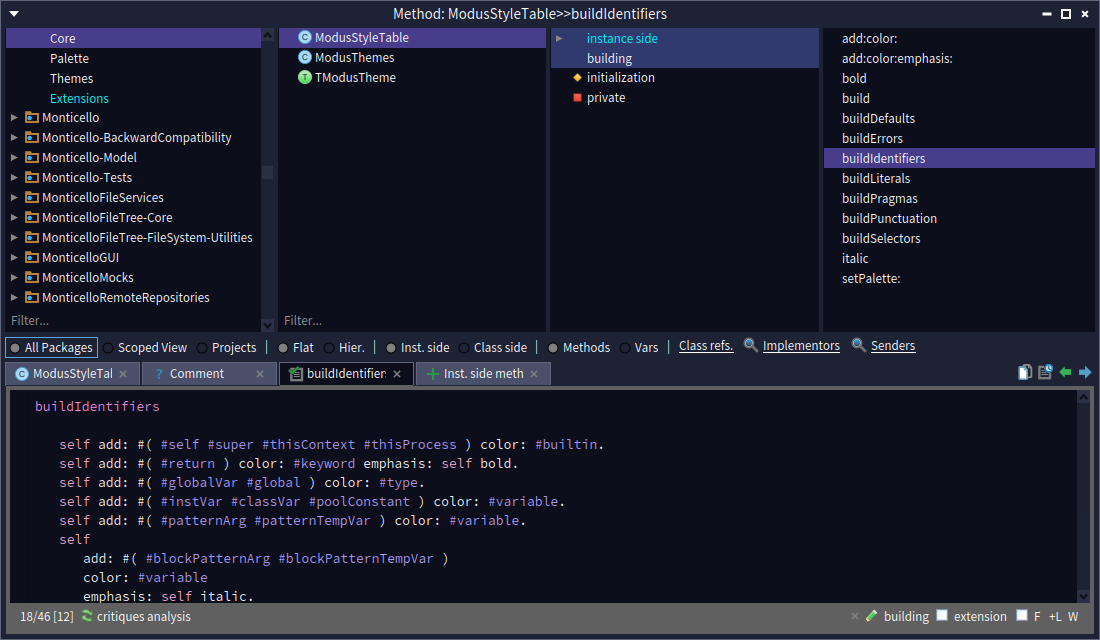 Method: ModusStyleTable>>buildIdentifiers
Core
Palette
Themes
Extensions
Monticello
Monticello-BackwardCompatibility
Monticello-Model
Monticello-Tests
MonticelloFileServices
MonticelloFileTree-Core
MonticelloFileTree-FileSystem-Utilities
MonticelloGUI
MonticelloMocks
MonticelloRemoteRepositories
Filter...
C ModusStyleTable
C ModusThemes
T TModusTheme
Filter...
instance side
building
initialization
private
add:color:
add:color:emphasis:
bold
build
buildDefaults
buildErrors
buildIdentifiers
buildLiterals
buildPragmas
buildPunctuation
buildSelectors
italic
setPalette:
All Packages Scoped View Projects | Flat Hier. | Inst. side Class side | Methods Vars | Class refs. Implementors Senders
C ModusStyleTal × ? Comment × buildIdentifier × Inst. side meth ×
buildIdentifiers
self add: #( #self #super #thisContext #thisProcess ) color: #builtin.
self add: #( #return ) color: #keyword emphasis: self bold.
self add: #( #globalVar #global ) color: #type.
self add: #( #instVar #classVar #poolConstant ) color: #variable.
self add: #( #patternArg #patternTempVar ) color: #variable.
self
add: #( #blockPatternArg #blockPatternTempVar )
color: #variable
emphasis: self italic.
18/46 [12] critiques analysis × building extension F +L W